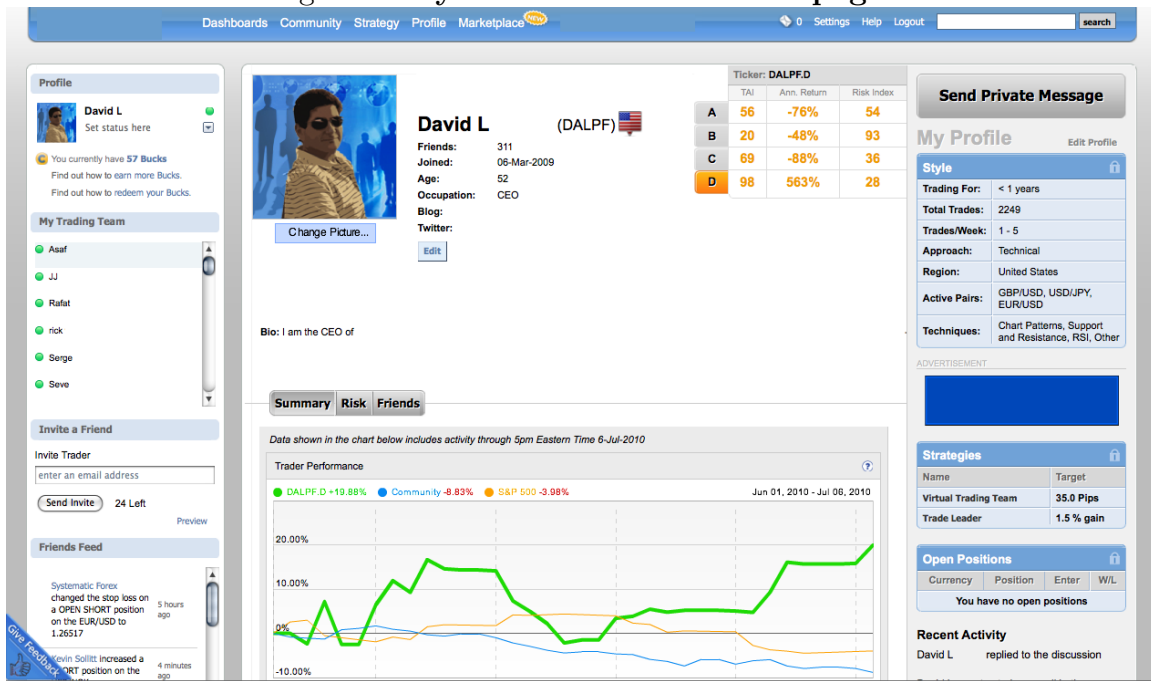 Dashboards Community Strategy Profile Marketplace NEW
0 Settings Help Logout search
Profile
David L
Set status here
C You currently have 57 Bucks
Find out how to earn more Bucks.
Find out how to redeem your Bucks.
My Trading Team
Asaf
JJ
Rafat
rick
Serge
Seve
Invite a Friend
Invite Trader
enter an email address
Send Invite 24 Left
Preview
Friends Feed
Systematic Forex
changed the stop loss on
a OPEN SHORT position
on the EUR/USD to
1.26517
5 hours
ago
Kevin Sollitt increased a
SHORT position on the
4 minutes
ago
Give Feedback
Change Picture...
David L (DALPF)
Friends: 311
Joined: 06-Mar-2009
Age: 52
Occupation: CEO
Blog:
Twitter:
Edit
Ticker: DALPF.D
TAI Ann. Return Risk Index
A 56 -76% 54
B 20 -48% 93
C 69 -88% 36
D 98 563% 28
Bio: I am the CEO of
Summary Risk Friends
Data shown in the chart below includes activity through 5pm Eastern Time 6-Jul-2010
Trader Performance ?
DALPF.D +19.88% Community -8.83% S&P 500 -3.98% Jun 01, 2010 - Jul 06, 2010
20.00%
10.00%
0%
-10.00%
Send Private Message
My Profile Edit Profile
Style
Trading For: < 1 years
Total Trades: 2249
Trades/Week: 1 - 5
Approach: Technical
Region: United States
Active Pairs: GBP/USD, USD/JPY,
EUR/USD
Techniques: Chart Patterns, Support
and Resistance, RSI, Other
ADVERTISEMENT
Strategies
Name Target
Virtual Trading Team 35.0 Pips
Trade Leader 1.5 % gain
Open Positions
Currency Position Enter W/L
You have no open positions
Recent Activity
David L replied to the discussion